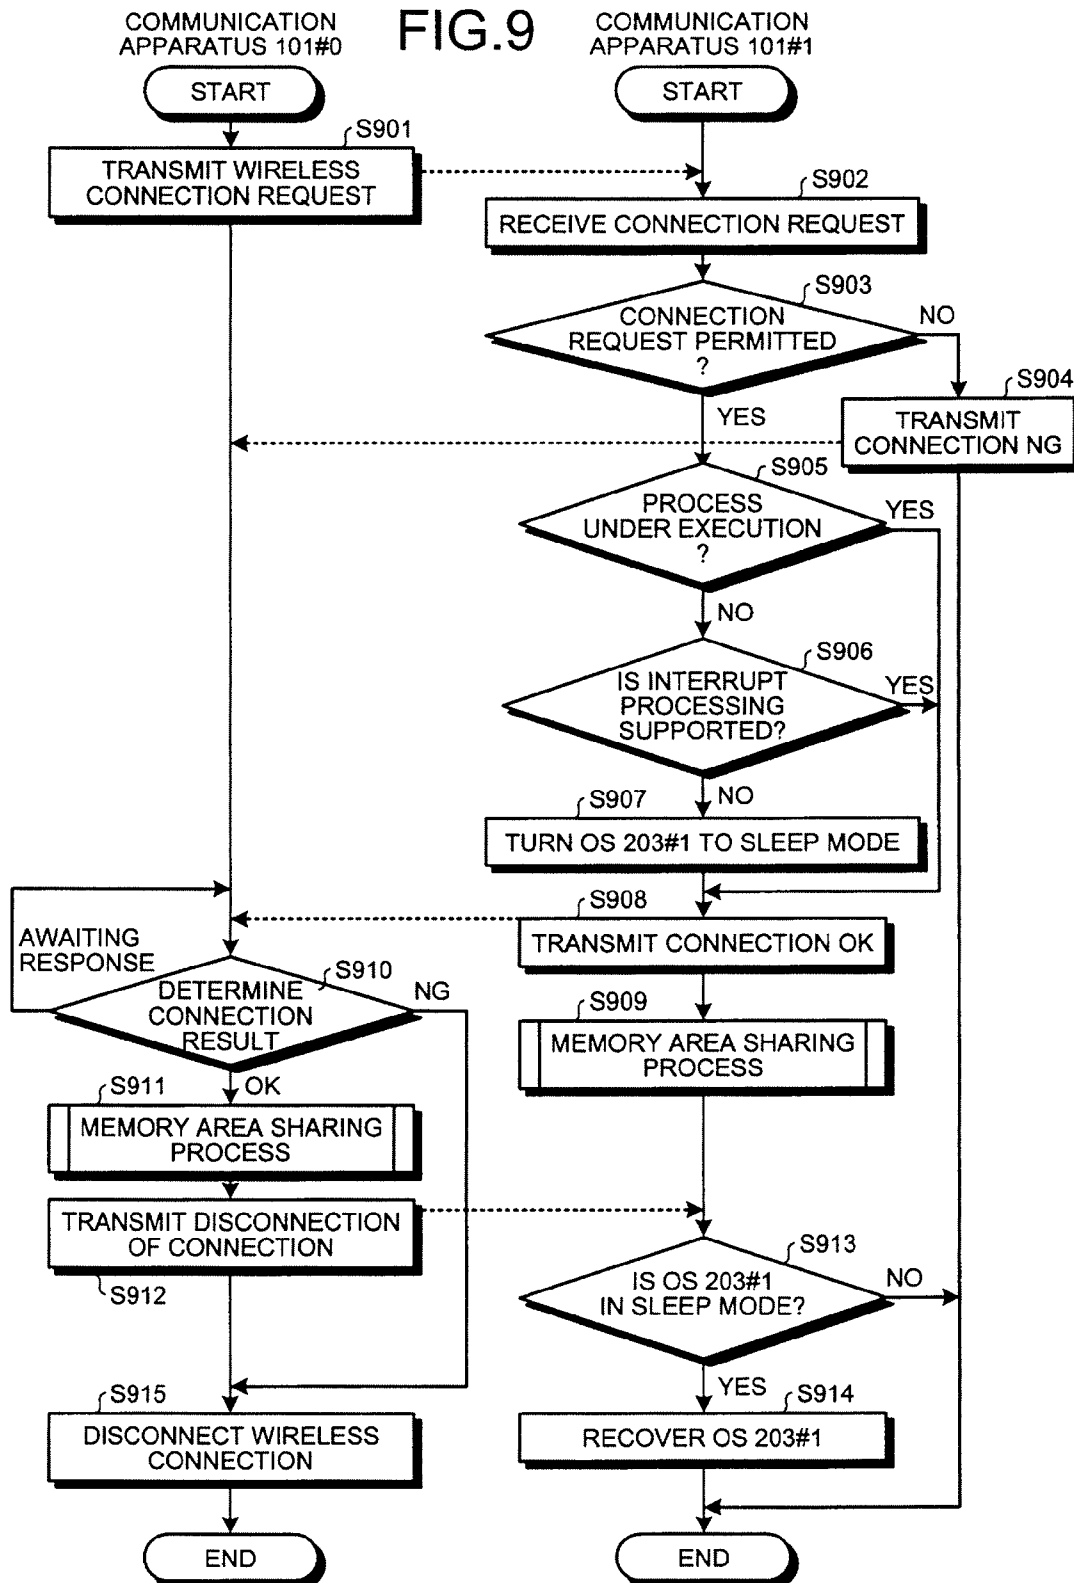 FIG.9
COMMUNICATION
APPARATUS 101#0
COMMUNICATION
APPARATUS 101#1
START
START
S901
TRANSMIT WIRELESS
CONNECTION REQUEST
S902
RECEIVE CONNECTION REQUEST
S903
CONNECTION
REQUEST PERMITTED
?
NO
YES
S904
TRANSMIT
CONNECTION NG
S905
PROCESS
UNDER EXECUTION
?
YES
NO
S906
IS INTERRUPT
PROCESSING
SUPPORTED?
YES
NO
S907
TURN OS 203#1 TO SLEEP MODE
S908
TRANSMIT CONNECTION OK
AWAITING
RESPONSE
S910
DETERMINE
CONNECTION
RESULT
NG
OK
S909
MEMORY AREA SHARING
PROCESS
S911
MEMORY AREA SHARING
PROCESS
TRANSMIT DISCONNECTION
OF CONNECTION
S912
S913
IS OS 203#1
IN SLEEP MODE?
NO
YES
S914
RECOVER OS 203#1
S915
DISCONNECT WIRELESS
CONNECTION
END
END